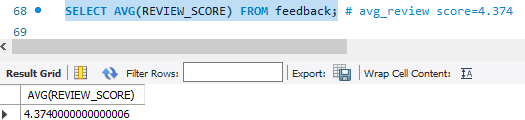 68 SELECT AVG(REVIEW_SCORE) FROM feedback; # avg_review score=4.374
69
Result Grid Filter Rows: Export: Wrap Cell Content: IA
AVG(REVIEW_SCORE)
4.3740000000000006